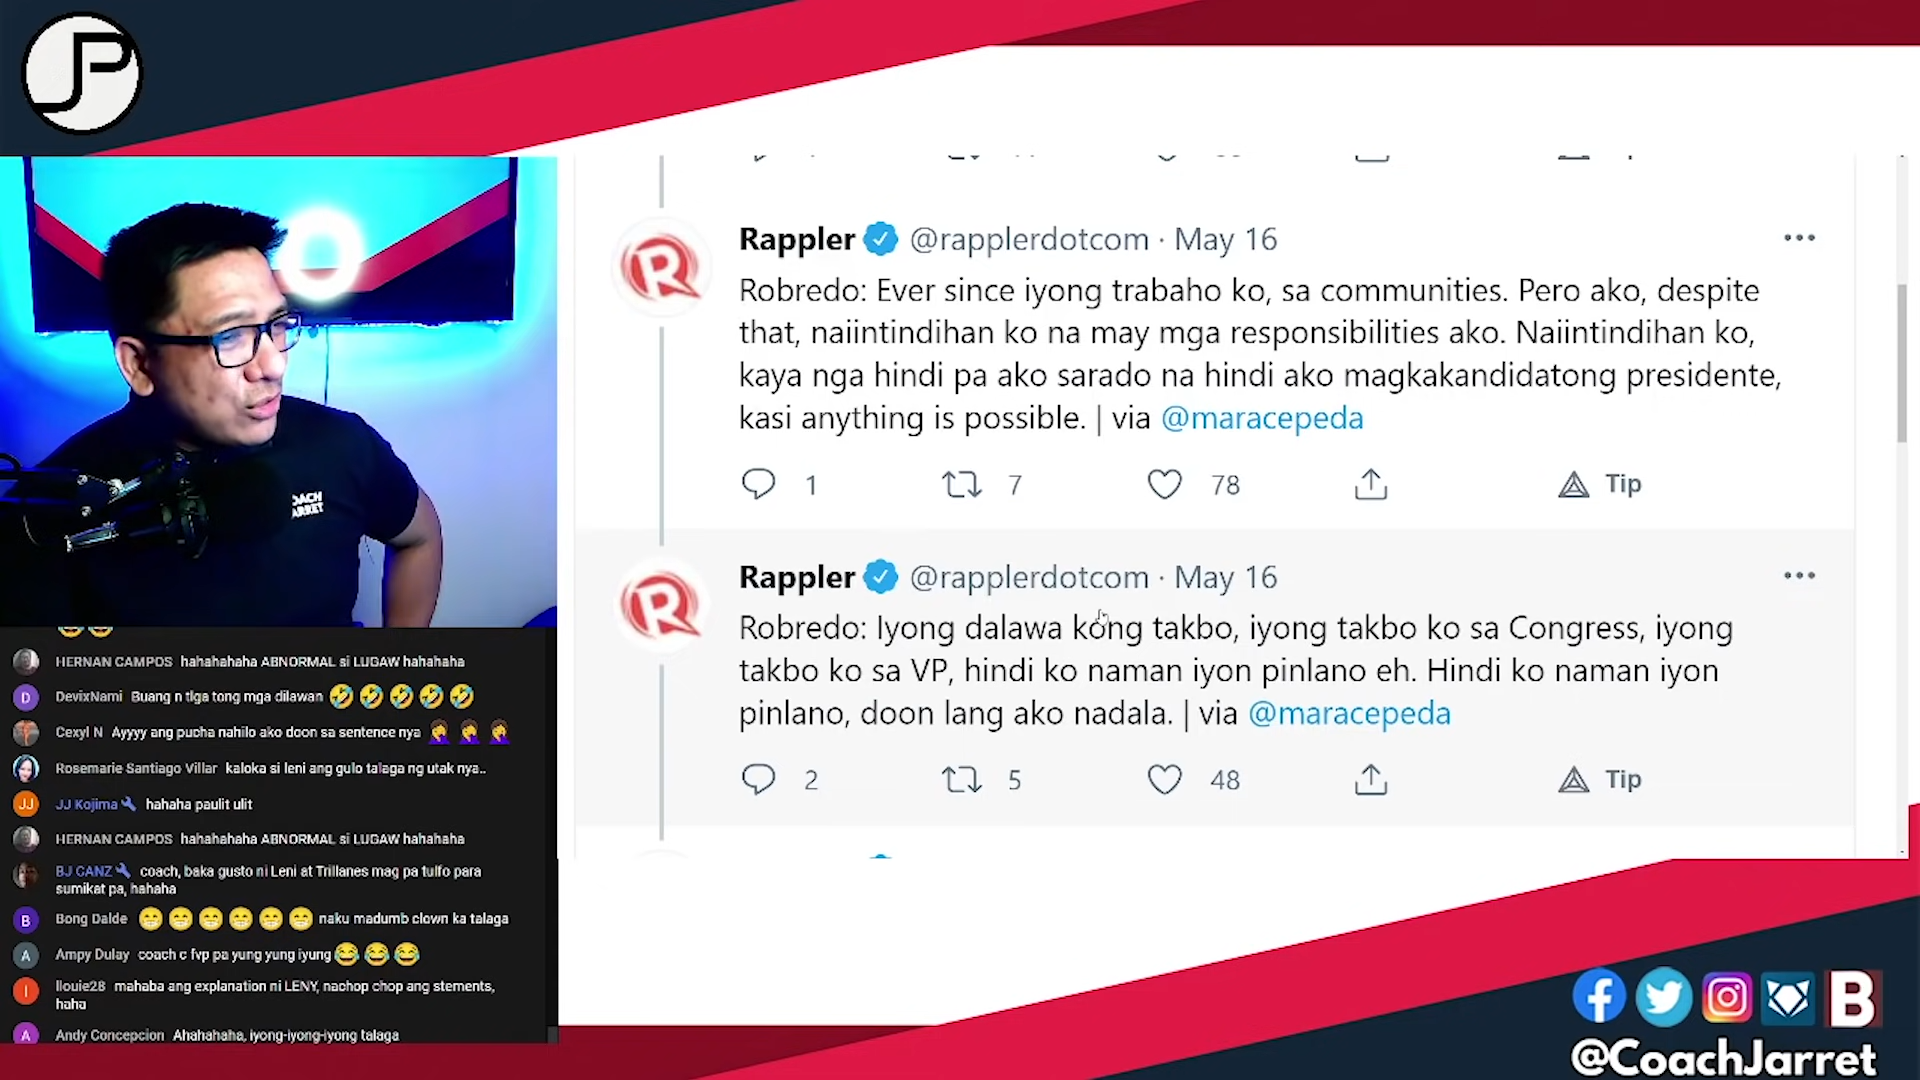 JP
Rappler @rapplerdotcom · May 16
Robredo: Ever since iyong trabaho ko, sa communities. Pero ako, despite
that, naiintindihan ko na may mga responsibilities ako. Naiintindihan ko,
kaya nga hindi pa ako sarado na hindi ako magkakandidatong presidente,
kasi anything is possible. | via @maracepeda
1 7 78 Tip
Rappler @rapplerdotcom · May 16
Robredo: Iyong dalawa kong takbo, iyong takbo ko sa Congress, iyong
takbo ko sa VP, hindi ko naman iyon pinlano eh. Hindi ko naman iyon
pinlano, doon lang ako nadala. | via @maracepeda
2 5 48 Tip
HERNAN CAMPOS hahahahaha ABNORMAL si LUGAW hahahaha
D DevixNami Buang n tlga tong mga dilawan 🤣 🤣 🤣 🤣 🤣
Cexyl N Ayyyy ang pucha nahilo ako doon sa sentence nya 🤦‍♀️ 🤦‍♀️ 🤦‍♀️
Rosemarie Santiago Villar kaloka si leni ang gulo talaga ng utak nya..
JJ JJ Kojima hahaha paulit ulit
HERNAN CAMPOS hahahahaha ABNORMAL si LUGAW hahahaha
BJ CANZ coach, baka gusto ni Leni at Trillanes mag pa tulfo para
sumikat pa, hahaha
B Bong Dalde 😁 😁 😁 😁 😁 😁 naku madumb clown ka talaga
A Ampy Dulay coach c fvp pa yung yung iyung 😂 😂 😂
l llouie28 mahaba ang explanation ni LENY, nachop chop ang stements,
haha
A Andy Concepcion Ahahahaha, iyong-iyong-iyong talaga
B
@CoachJarret